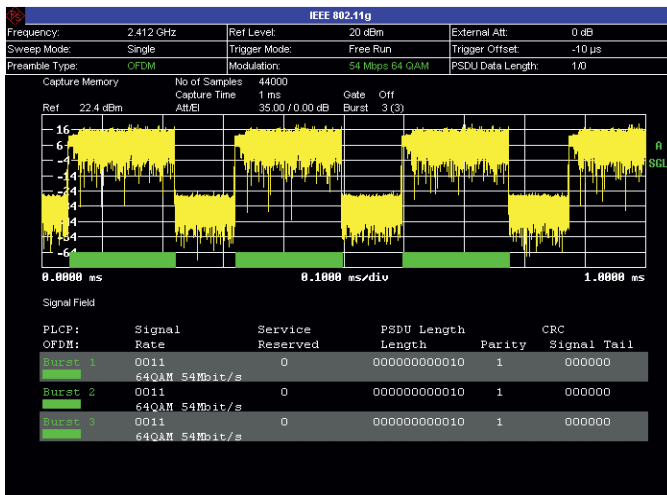 IEEE 802.11g
Frequency: 2.412 GHz Ref Level: 20 dBm External Att: 0 dB
Sweep Mode: Single Trigger Mode: Free Run Trigger Offset: -10 µs
Preamble Type: OFDM Modulation: 54 Mbps 64 QAM PSDU Data Length: 1/0
Capture Memory No of Samples 44000
Capture Time 1 ms Gate Off
Ref 22.4 dBm Att/El 35.00 / 0.00 dB Burst 3 (3)
16
6
-4
-14
-24
-34
A
SGL
0.0000 ms 0.1000 ms/div 1.0000 ms
Signal Field
PLCP: Signal Service PSDU Length CRC
OFDM: Rate Reserved Length Parity Signal Tail
Burst 1 0011 0 000000000010 1 000000
64QAM 54Mbit/s
Burst 2 0011 0 000000000010 1 000000
64QAM 54Mbit/s
Burst 3 0011 0 000000000010 1 000000
64QAM 54Mbit/s